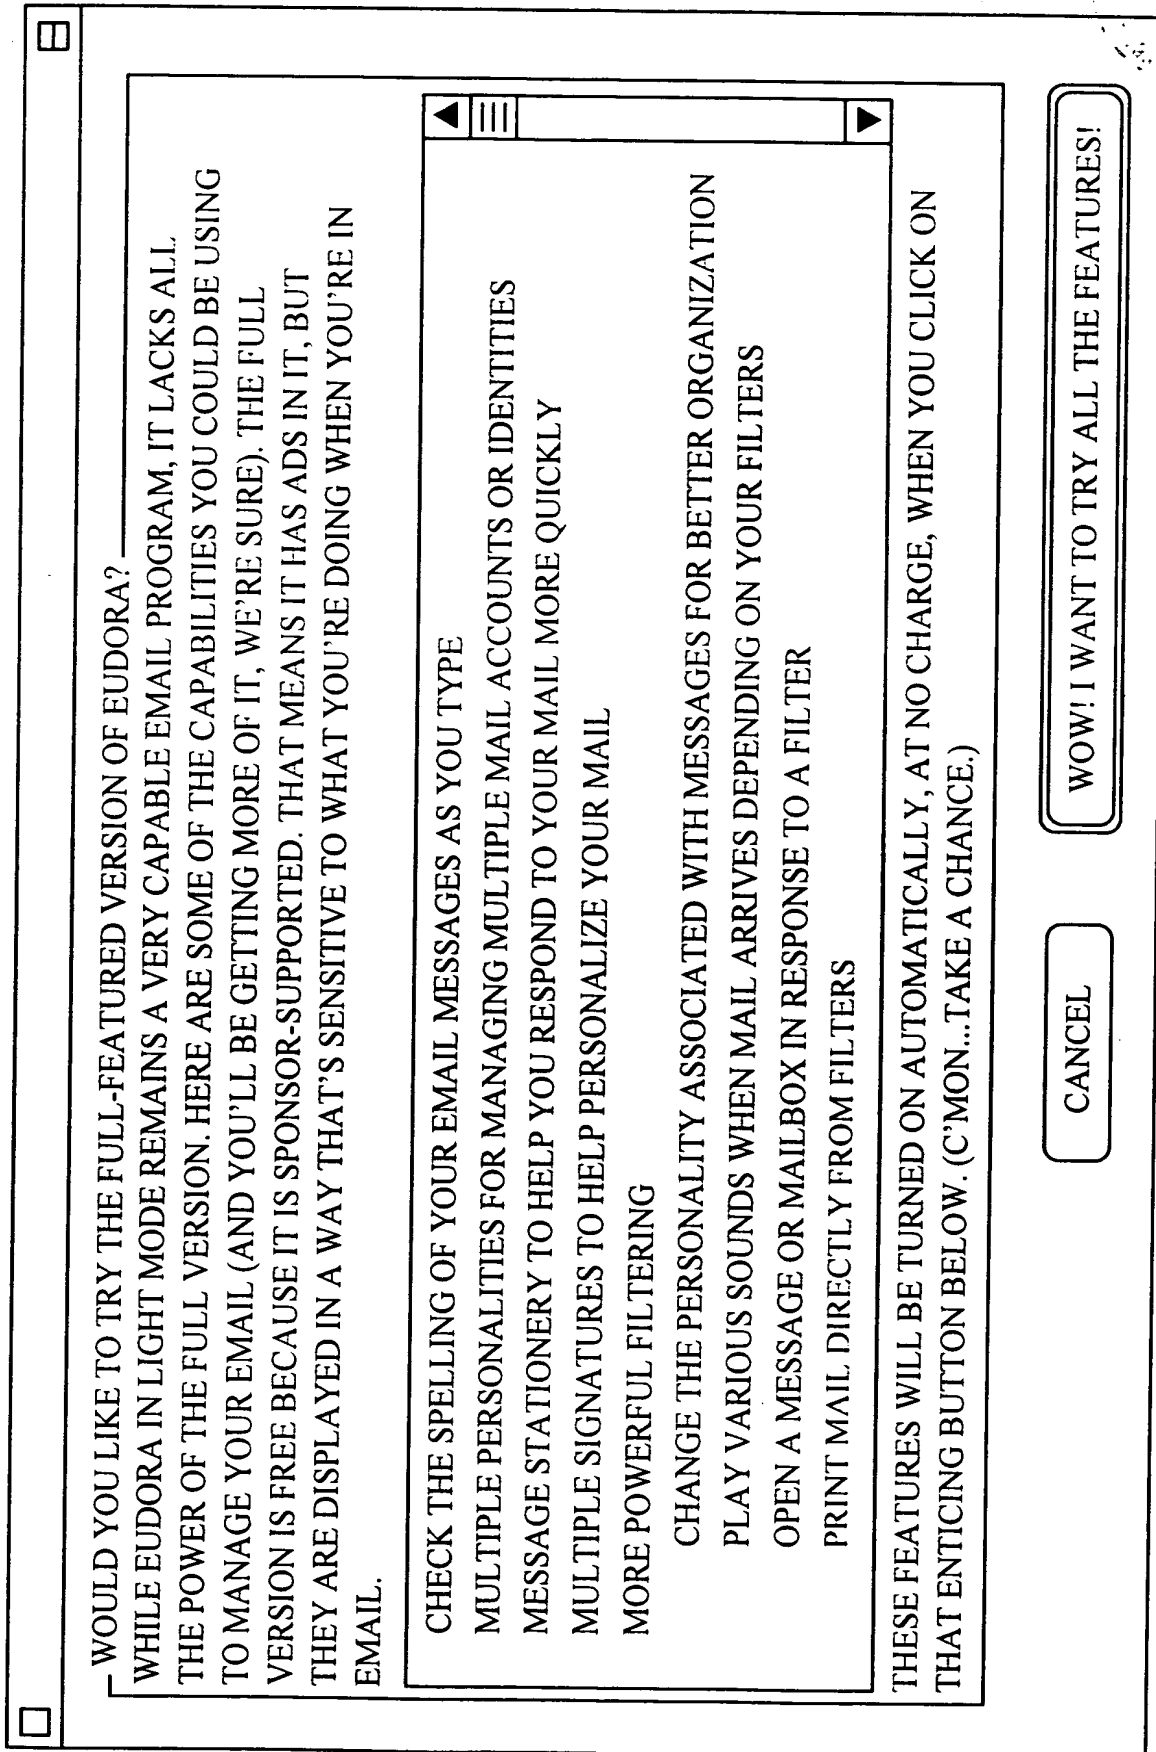 WOULD YOU LIKE TO TRY THE FULL-FEATURED VERSION OF EUDORA?
WHILE EUDORA IN LIGHT MODE REMAINS A VERY CAPABLE EMAIL PROGRAM, IT LACKS ALL
THE POWER OF THE FULL VERSION. HERE ARE SOME OF THE CAPABILITIES YOU COULD BE USING
TO MANAGE YOUR EMAIL (AND YOU'LL BE GETTING MORE OF IT, WE'RE SURE). THE FULL
VERSION IS FREE BECAUSE IT IS SPONSOR-SUPPORTED. THAT MEANS IT HAS ADS IN IT, BUT
THEY ARE DISPLAYED IN A WAY THAT'S SENSITIVE TO WHAT YOU'RE DOING WHEN YOU'RE IN
EMAIL.
CHECK THE SPELLING OF YOUR EMAIL MESSAGES AS YOU TYPE
MULTIPLE PERSONALITIES FOR MANAGING MULTIPLE MAIL ACCOUNTS OR IDENTITIES
MESSAGE STATIONERY TO HELP YOU RESPOND TO YOUR MAIL MORE QUICKLY
MULTIPLE SIGNATURES TO HELP PERSONALIZE YOUR MAIL
MORE POWERFUL FILTERING
CHANGE THE PERSONALITY ASSOCIATED WITH MESSAGES FOR BETTER ORGANIZATION
PLAY VARIOUS SOUNDS WHEN MAIL ARRIVES DEPENDING ON YOUR FILTERS
OPEN A MESSAGE OR MAILBOX IN RESPONSE TO A FILTER
PRINT MAIL DIRECTLY FROM FILTERS
THESE FEATURES WILL BE TURNED ON AUTOMATICALLY, AT NO CHARGE, WHEN YOU CLICK ON
THAT ENTICING BUTTON BELOW. (C'MON...TAKE A CHANCE.)
CANCEL
WOW! I WANT TO TRY ALL THE FEATURES!